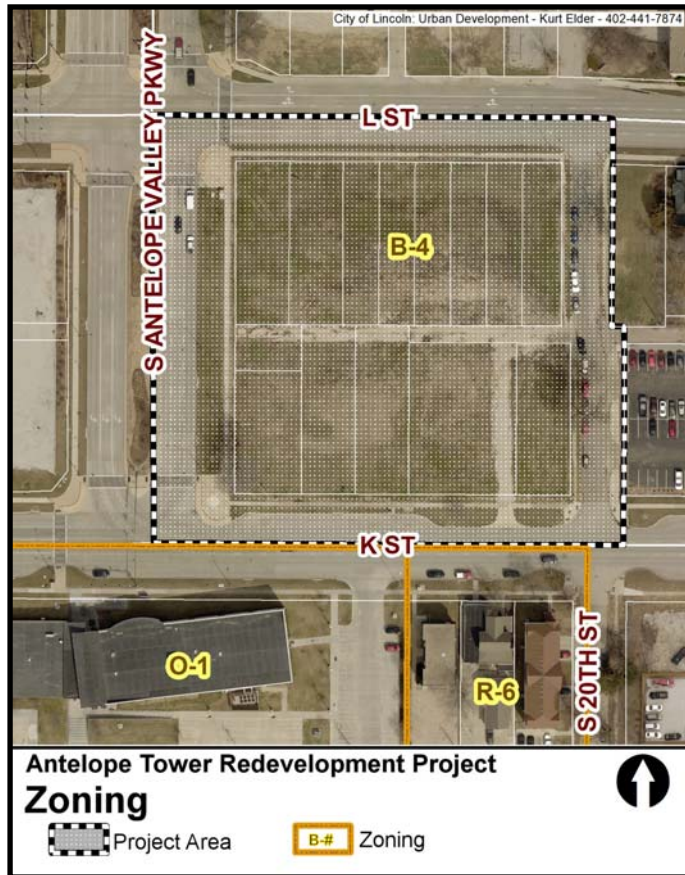 City of Lincoln: Urban Development - Kurt Elder - 402-441-7874
S ANTELOPE VALLEY PKWY
L ST
B-4
K ST
O-1
R-6
S 20TH ST
Antelope Tower Redevelopment Project
Zoning
Project Area
B-# Zoning